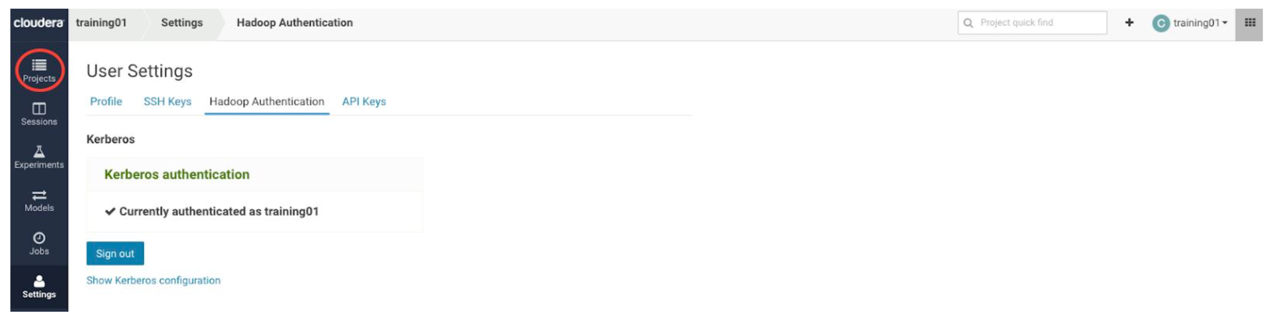 cloudera training01 Settings Hadoop Authentication Project quick find + C training01
Projects
Sessions
Experiments
Models
Jobs
Settings
User Settings
Profile SSH Keys Hadoop Authentication API Keys
Kerberos
Kerberos authentication
Currently authenticated as training01
Sign out
Show Kerberos configuration